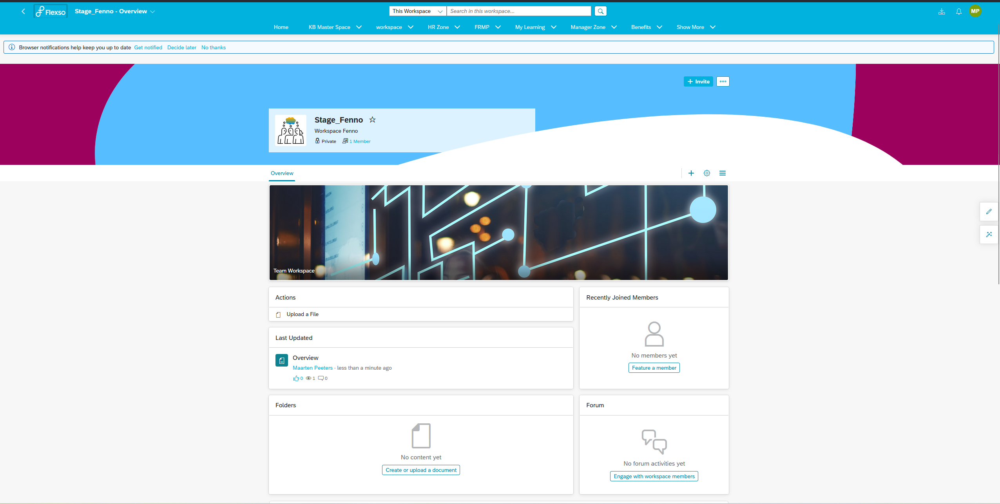 Flexso
Stage_Fenno - Overview
This Workspace
Search in this workspace...
MP
Home
KB Master Space
workspace
HR Zone
FRMP
My Learning
Manager Zone
Benefits
Show More
Browser notifications help keep you up to date Get notified Decide later No thanks
+ Invite
Stage_Fenno
Workspace Fenno
Private 1 Member
Overview
Team Workspace
Actions
Upload a File
Recently Joined Members
No members yet
Feature a member
Last Updated
Overview
Maarten Peeters · less than a minute ago
0 1 0
Folders
No content yet
Create or upload a document
Forum
No forum activities yet
Engage with workspace members